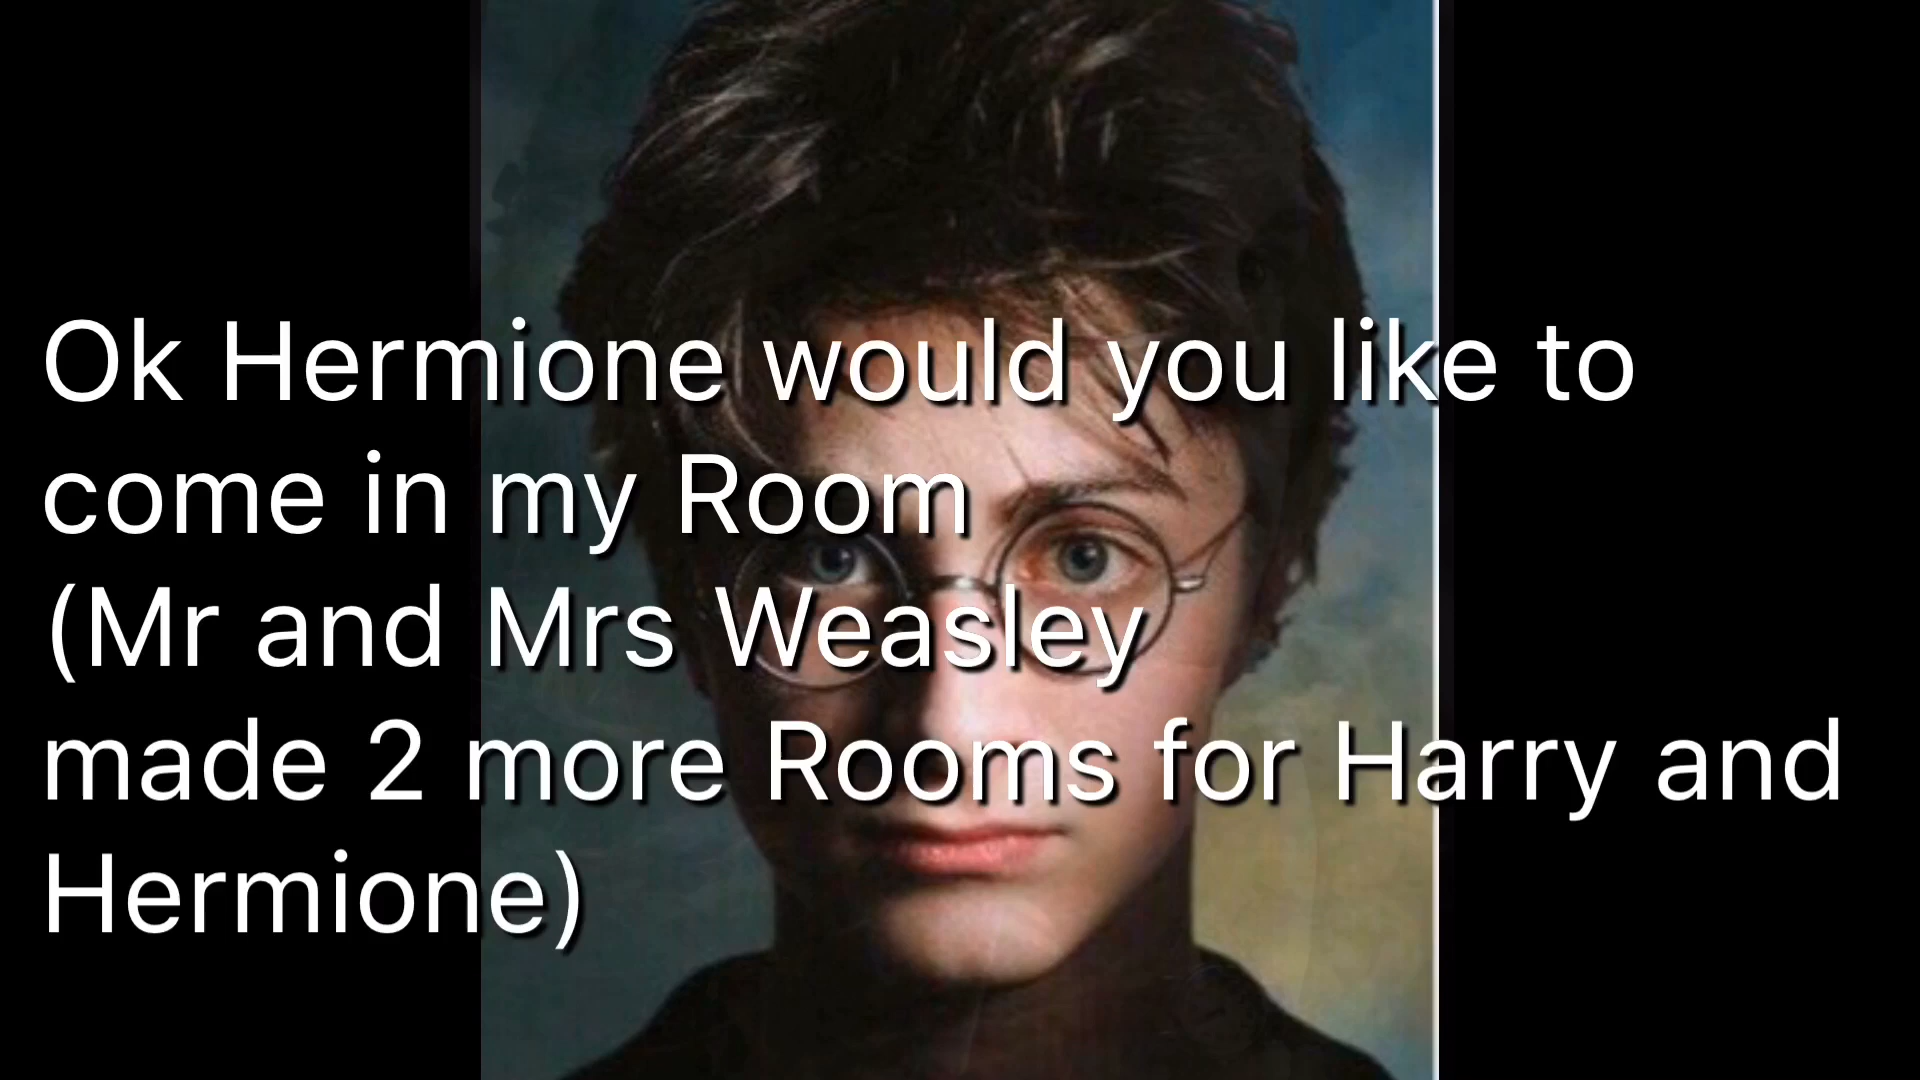 Ok Hermione would you like to
come in my Room
(Mr and Mrs Weasley
made 2 more Rooms for Harry and
Hermione)